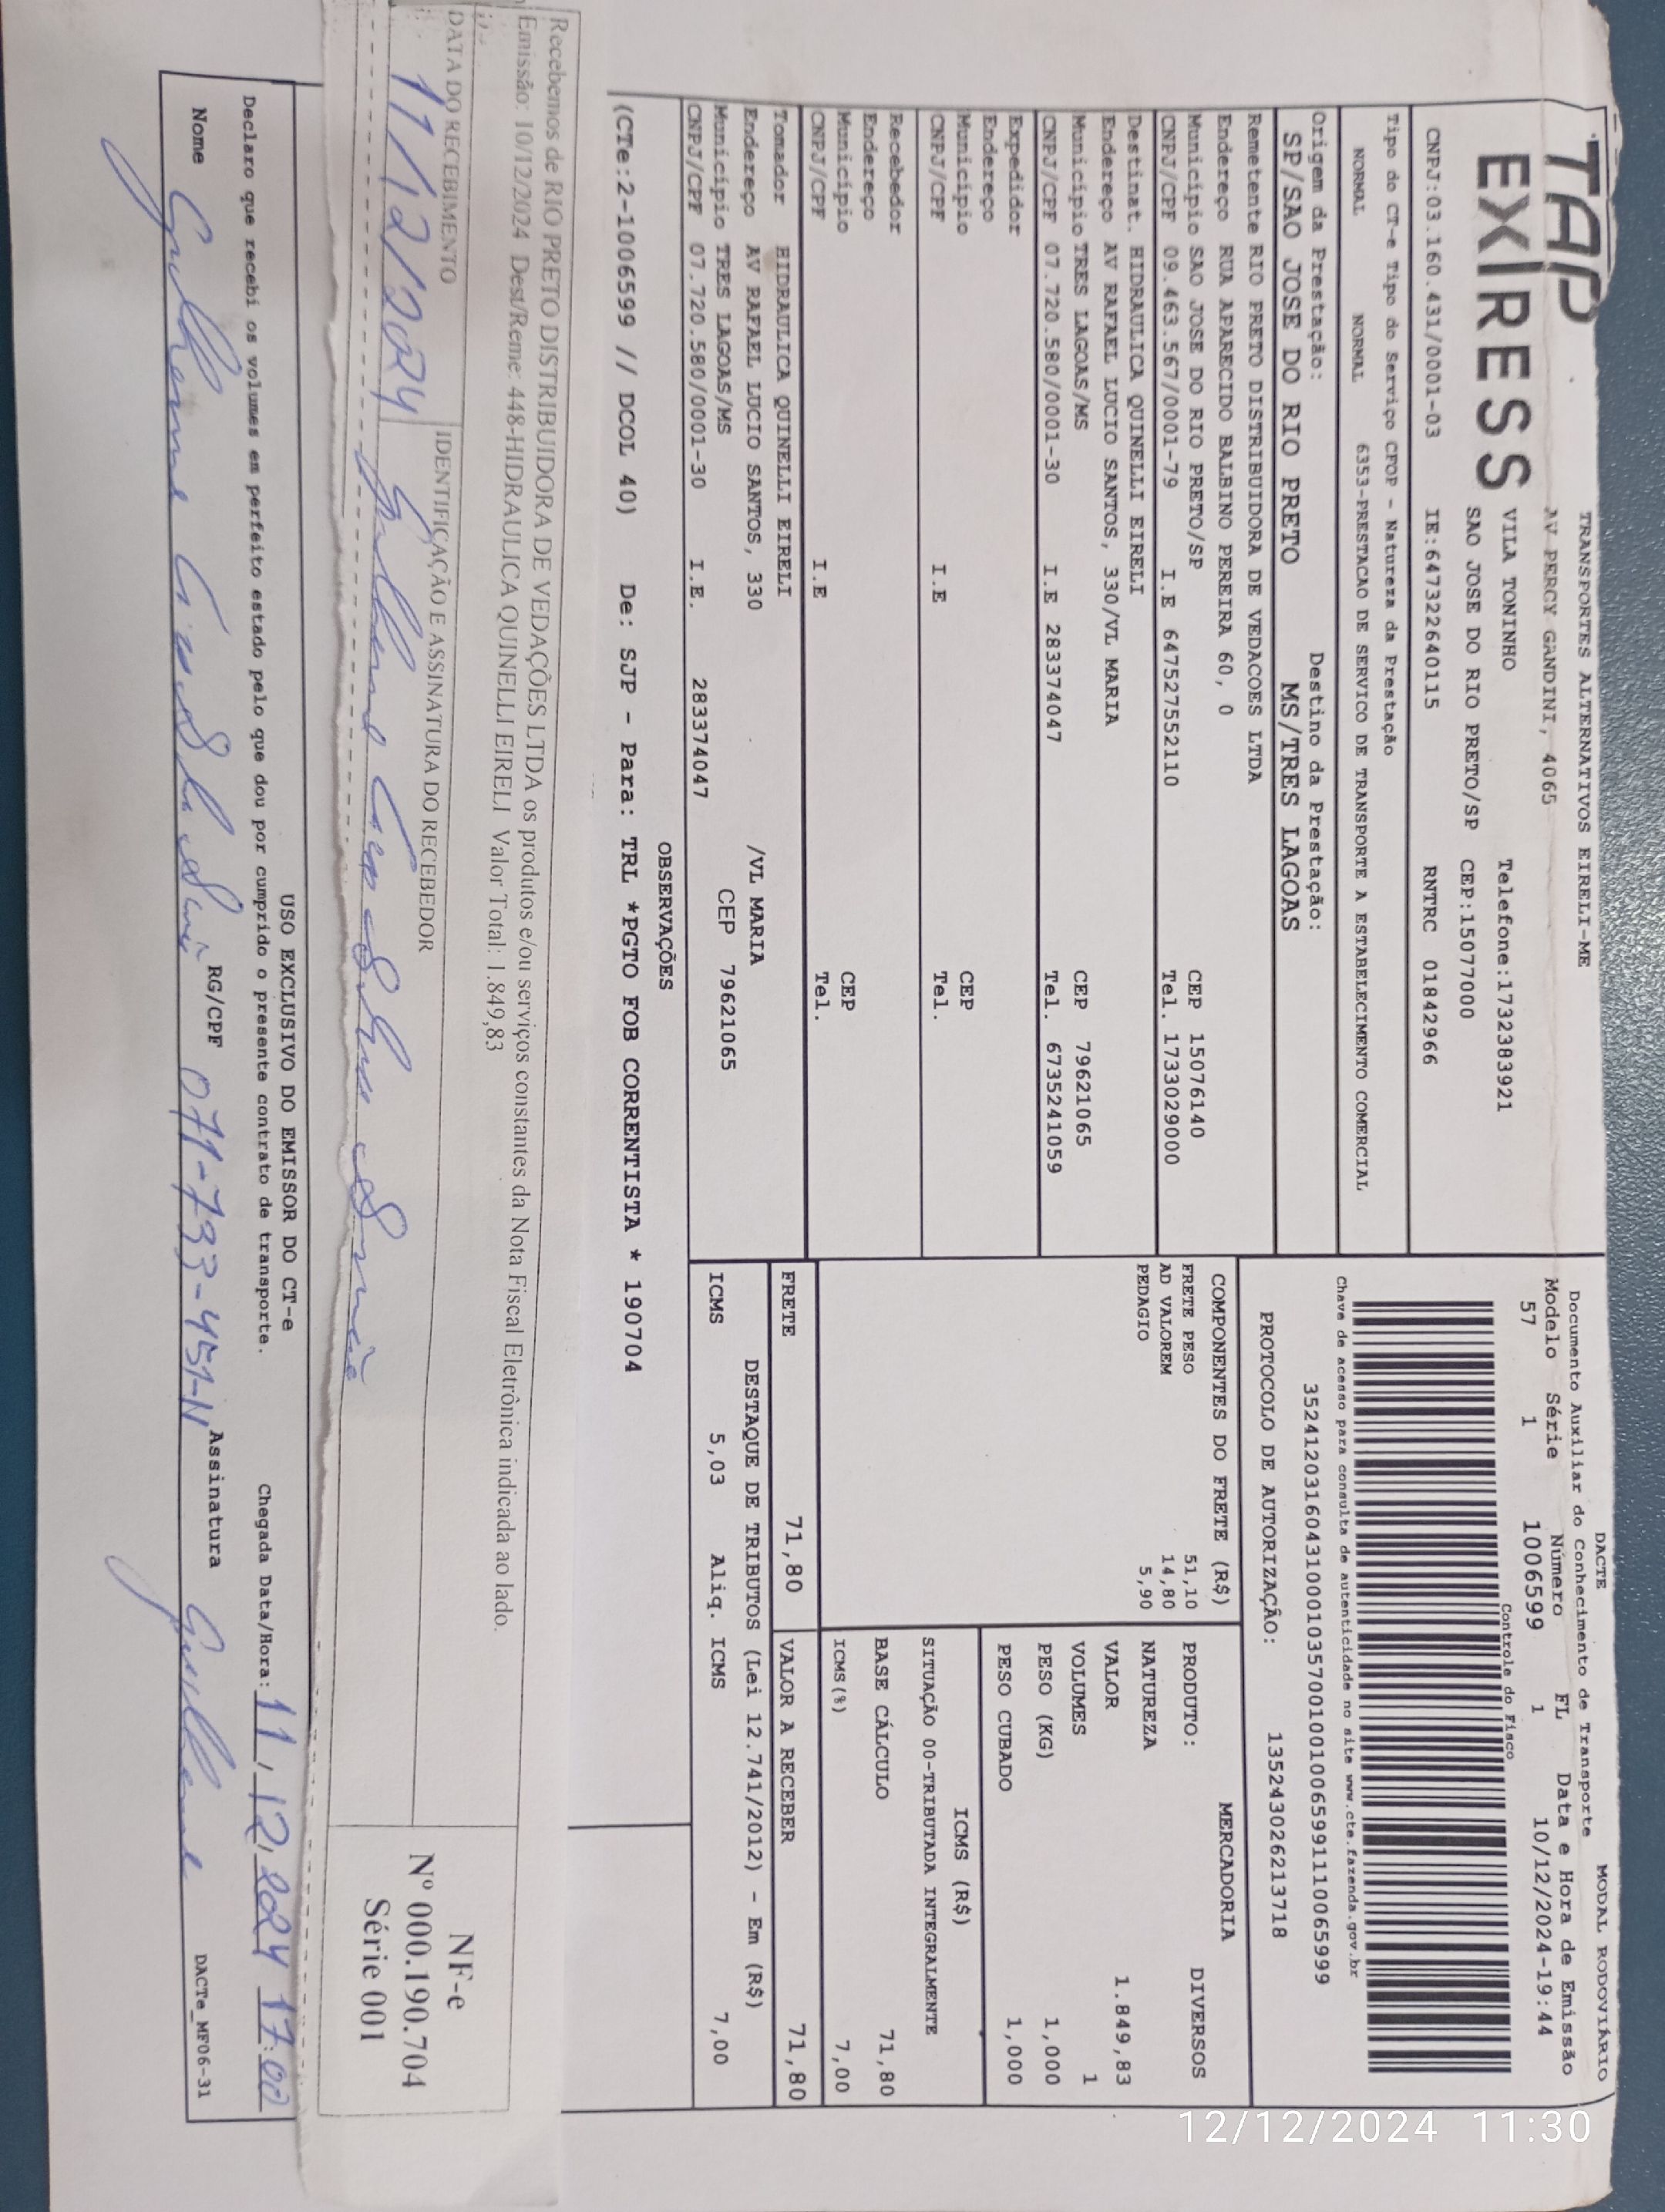 TAP
EXPRESS
TRANSPORTES ALTERNATIVOS EIRELI-ME
AV PERCY GANDINI, 4065
VILA TONINHO Telefone:1732383921
SAO JOSE DO RIO PRETO/SP CEP:15077000
CNPJ:03.160.431/0001-03 IE:647322640115 RNTRC 01842966
Tipo do CT-e Tipo do Serviço CFOP - Natureza da Prestação
NORMAL NORMAL 6353-PRESTACAO DE SERVICO DE TRANSPORTE A ESTABELECIMENTO COMERCIAL
Origem da Prestação: Destino da Prestação:
SP/SAO JOSE DO RIO PRETO MS/TRES LAGOAS
Remetente RIO PRETO DISTRIBUIDORA DE VEDACOES LTDA
Endereço RUA APARECIDO BALBINO PEREIRA 60, 0
Município SAO JOSE DO RIO PRETO/SP CEP 15076140
CNPJ/CPF 09.463.567/0001-79 I.E 647527552110 Tel. 1733029000
Destinat. HIDRAULICA QUINELLI EIRELI
Endereço AV RAFAEL LUCIO SANTOS, 330/VL MARIA
Município TRES LAGOAS/MS CEP 79621065
CNPJ/CPF 07.720.580/0001-30 I.E 283374047 Tel. 6735241059
Expedidor
Endereço
Município CEP
CNPJ/CPF I.E Tel.
Recebedor
Endereço
Município CEP
CNPJ/CPF I.E Tel.
Tomador HIDRAULICA QUINELLI EIRELI
Endereço AV RAFAEL LUCIO SANTOS, 330 /VL MARIA
Município TRES LAGOAS/MS CEP 79621065
CNPJ/CPF 07.720.580/0001-30 I.E. 283374047
DACTE MODAL RODOVIÁRIO
Documento Auxiliar do Conhecimento de Transporte
Modelo Série Número FL Data e Hora de Emissão
57 1 1006599 1 10/12/2024-19:44
Controle do Fisco
Chave de acesso para consulta de autenticidade no site www.cte.fazenda.gov.br
35241203160431000103570010010065991110065999
PROTOCOLO DE AUTORIZAÇÃO: 135243026213718
COMPONENTES DO FRETE (R$)
FRETE PESO 51,10
AD VALOREM 14,80
PEDAGIO 5,90
MERCADORIA
PRODUTO: DIVERSOS
NATUREZA
VALOR 1.849,83
VOLUMES 1
PESO (KG) 1,000
PESO CUBADO 1,000
ICMS (R$)
SITUAÇÃO 00-TRIBUTADA INTEGRALMENTE
BASE CÁLCULO 71,80
ICMS(%) 7,00
FRETE 71,80 VALOR A RECEBER 71,80
DESTAQUE DE TRIBUTOS (Lei 12.741/2012) - Em (R$)
ICMS 5,03 Aliq. ICMS 7,00
OBSERVAÇÕES
(CTe:2-1006599 // DCOL 40) De: SJP - Para: TRL *PGTO FOB CORRENTISTA * 190704
Recebemos de RIO PRETO DISTRIBUIDORA DE VEDAÇÕES LTDA os produtos e/ou serviços constantes da Nota Fiscal Eletrônica indicada ao lado.
Emissão: 10/12/2024 Dest/Reme: 448-HIDRAULICA QUINELLI EIRELI Valor Total: 1.849,83
DATA DO RECEBIMENTO IDENTIFICAÇÃO E ASSINATURA DO RECEBEDOR
11/12/2024 Guilherme
NF-e
Nº 000.190.704
Série 001
USO EXCLUSIVO DO EMISSOR DO CT-e
Declaro que recebi os volumes em perfeito estado pelo que dou por cumprido o presente contrato de transporte. Chegada Data/Hora: 11/12/2024 17:00
Nome Guilherme RG/CPF 071-733-451-11 Assinatura Guilherme
DACTe_MF06-31
12/12/2024 11:30